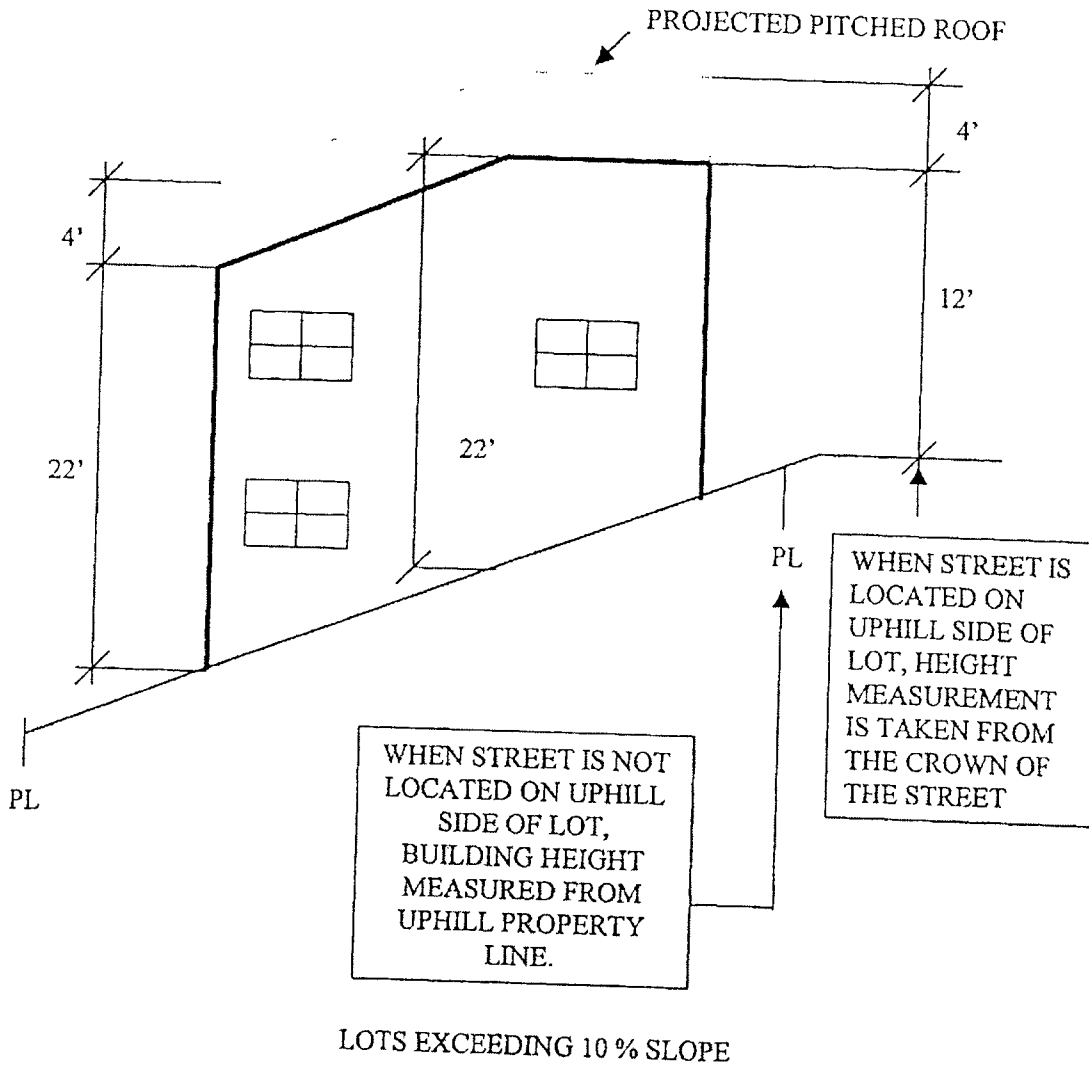 PROJECTED PITCHED ROOF
4'
4'
12'
22'
22'
PL
PL
WHEN STREET IS
LOCATED ON
UPHILL SIDE OF
LOT, HEIGHT
MEASUREMENT
IS TAKEN FROM
THE CROWN OF
THE STREET
WHEN STREET IS NOT
LOCATED ON UPHILL
SIDE OF LOT,
BUILDING HEIGHT
MEASURED FROM
UPHILL PROPERTY
LINE.
LOTS EXCEEDING 10 % SLOPE